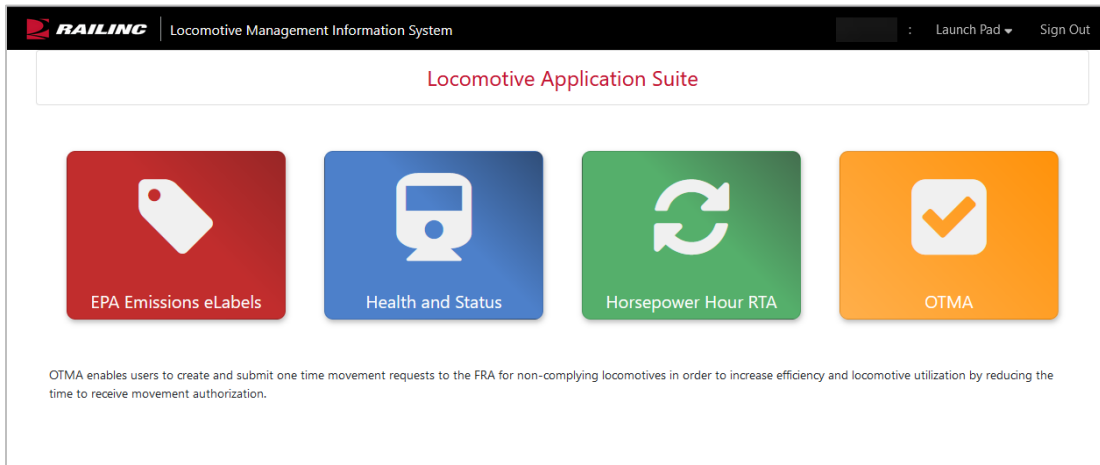 RAILINC Locomotive Management Information System : Launch Pad Sign Out
Locomotive Application Suite
EPA Emissions eLabels
Health and Status
Horsepower Hour RTA
OTMA
OTMA enables users to create and submit one time movement requests to the FRA for non-complying locomotives in order to increase efficiency and locomotive utilization by reducing the
time to receive movement authorization.